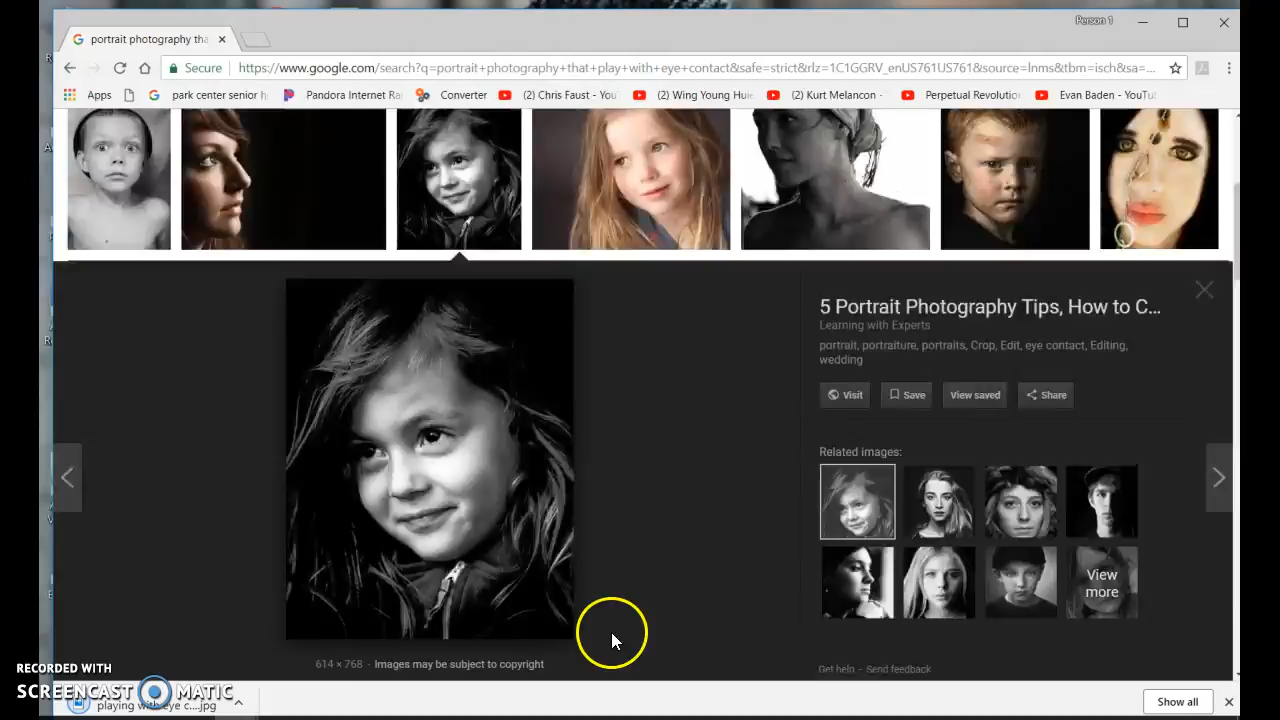 Person 1
portrait photography tha
Secure https://www.google.com/search?q=portrait+photography+that+play+with+eye+contact&safe=strict&rlz=1C1GGRV_enUS761US761&source=lnms&tbm=isch&sa=...
Apps park center senior h Pandora Internet Ra Converter (2) Chris Faust - You (2) Wing Young Huie (2) Kurt Melancon - Perpetual Revolution Evan Baden - YouTu
5 Portrait Photography Tips, How to C...
Learning with Experts
portrait, portraiture, portraits, Crop, Edit, eye contact, Editing,
wedding
Visit Save View saved Share
Related images:
View
more
614 × 768 · Images may be subject to copyright
Get help - Send feedback
RECORDED WITH
SCREENCAST MATIC
playing with eye c....jpg
Show all